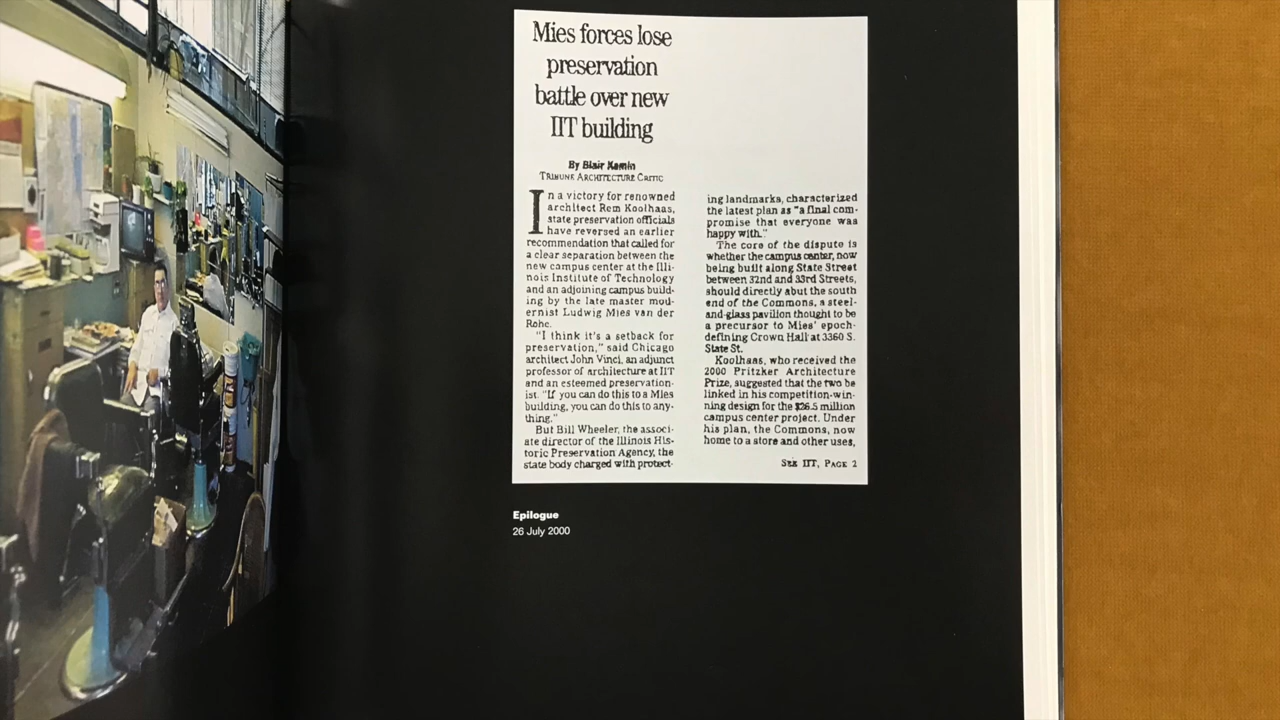 Mies forces lose
preservation
battle over new
IIT building
By Blair Kamin
TRIBUNE ARCHITECTURE CRITIC
In a victory for renowned
architect Rem Koolhaas,
state preservation officials
have reversed an earlier
recommendation that called for
a clear separation between the
new campus center at the Illi-
nois Institute of Technology
and an adjoining campus build-
ing by the late master mod-
ernist Ludwig Mies van der
Rohe.
"I think it's a setback for
preservation," said Chicago
architect John Vinci, an adjunct
professor of architecture at IIT
and an esteemed preservation-
ist. "If you can do this to a Mies
building, you can do this to any-
thing."
But Bill Wheeler, the associ-
ate director of the Illinois His-
toric Preservation Agency, the
state body charged with protect-
ing landmarks, characterized
the latest plan as "a final com-
promise that everyone was
happy with."
The core of the dispute is
whether the campus center, now
being built along State Street
between 32nd and 33rd Streets,
should directly abut the south
end of the Commons, a steel-
and-glass pavilion thought to be
a precursor to Mies' epoch-
defining Crown Hall at 3360 S.
State St.
Koolhaas, who received the
2000 Pritzker Architecture
Prize, suggested that the two be
linked in his competition-win-
ning design for the $26.5 million
campus center project. Under
his plan, the Commons, now
home to a store and other uses,
SEE IIT, PAGE 2
Epilogue
26 July 2000